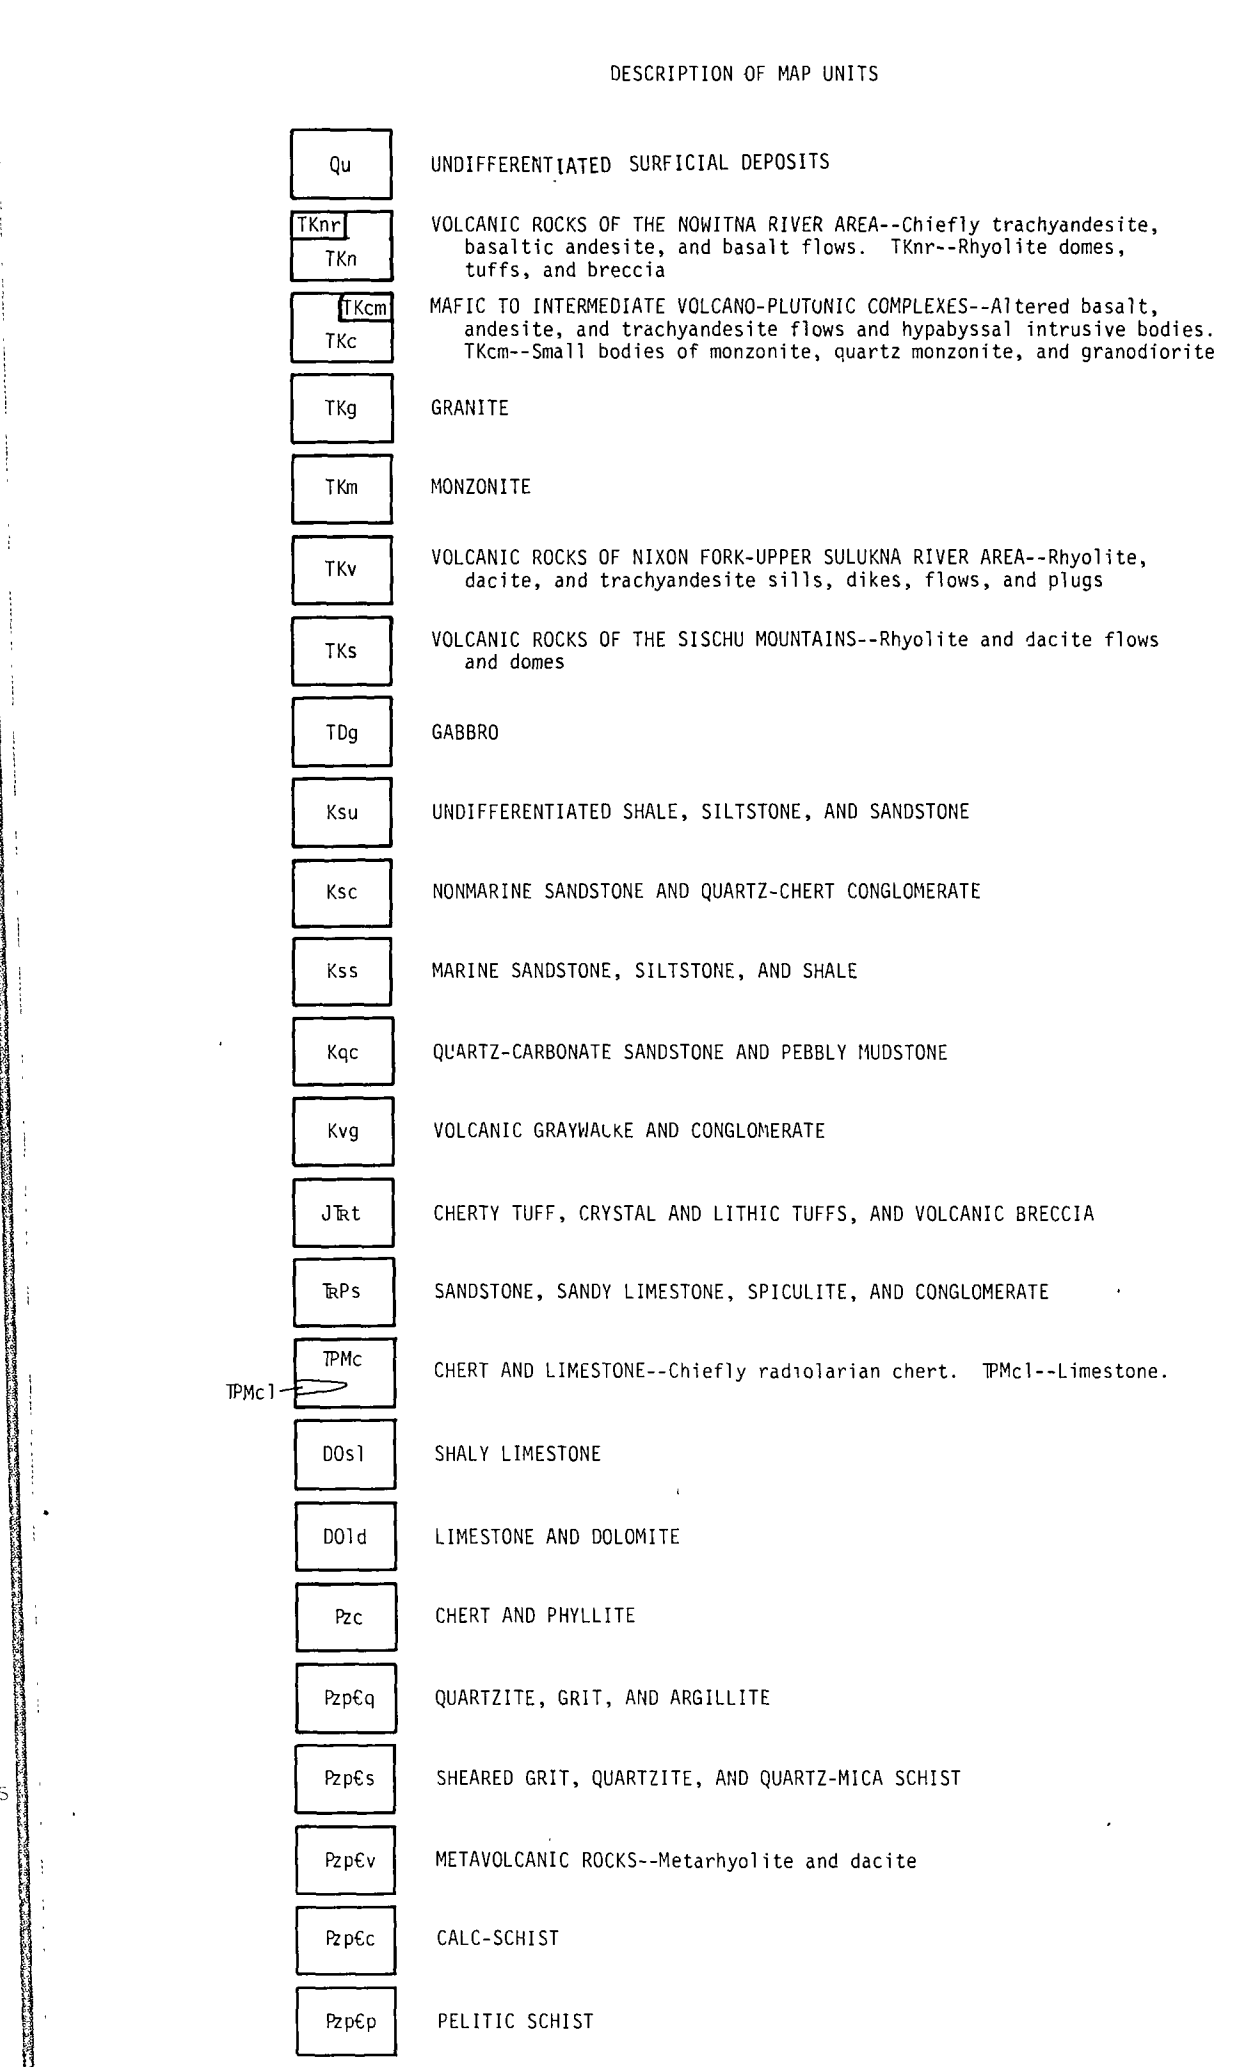 DESCRIPTION OF MAP UNITS
Qu UNDIFFERENTIATED SURFICIAL DEPOSITS
TKnr VOLCANIC ROCKS OF THE NOWITNA RIVER AREA--Chiefly trachyandesite,
TKn basaltic andesite, and basalt flows. TKnr--Rhyolite domes,
tuffs, and breccia
TKcm MAFIC TO INTERMEDIATE VOLCANO-PLUTONIC COMPLEXES--Altered basalt,
TKc andesite, and trachyandesite flows and hypabyssal intrusive bodies.
TKcm--Small bodies of monzonite, quartz monzonite, and granodiorite
TKg GRANITE
TKm MONZONITE
TKv VOLCANIC ROCKS OF NIXON FORK-UPPER SULUKNA RIVER AREA--Rhyolite,
dacite, and trachyandesite sills, dikes, flows, and plugs
TKs VOLCANIC ROCKS OF THE SISCHU MOUNTAINS--Rhyolite and dacite flows
and domes
TDg GABBRO
Ksu UNDIFFERENTIATED SHALE, SILTSTONE, AND SANDSTONE
Ksc NONMARINE SANDSTONE AND QUARTZ-CHERT CONGLOMERATE
Kss MARINE SANDSTONE, SILTSTONE, AND SHALE
Kqc QUARTZ-CARBONATE SANDSTONE AND PEBBLY MUDSTONE
Kvg VOLCANIC GRAYWACKE AND CONGLOMERATE
JTRt CHERTY TUFF, CRYSTAL AND LITHIC TUFFS, AND VOLCANIC BRECCIA
TRPs SANDSTONE, SANDY LIMESTONE, SPICULITE, AND CONGLOMERATE
TPMc CHERT AND LIMESTONE--Chiefly radiolarian chert. TPMcl--Limestone.
TPMcl
DOsl SHALY LIMESTONE
DOld LIMESTONE AND DOLOMITE
Pzc CHERT AND PHYLLITE
Pzp€q QUARTZITE, GRIT, AND ARGILLITE
Pzp€s SHEARED GRIT, QUARTZITE, AND QUARTZ-MICA SCHIST
Pzp€v METAVOLCANIC ROCKS--Metarhyolite and dacite
Pzp€c CALC-SCHIST
Pzp€p PELITIC SCHIST